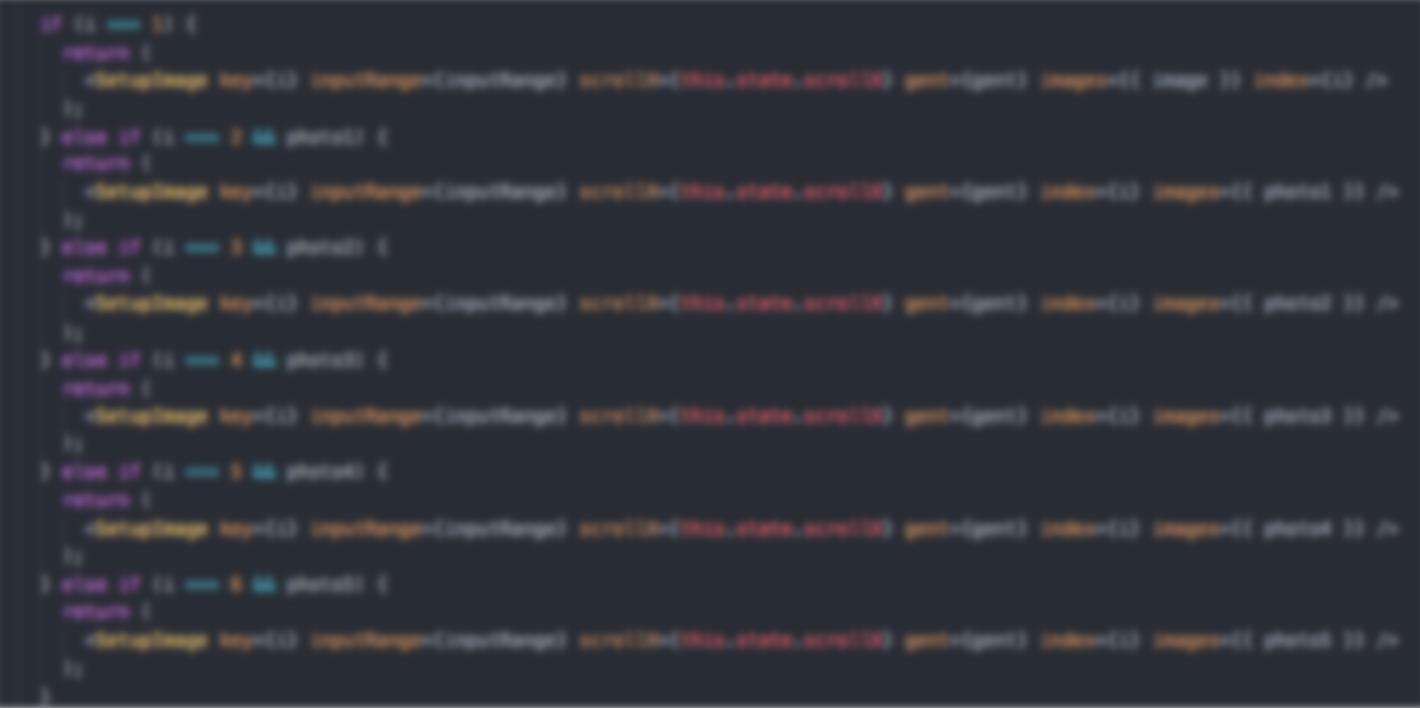 if (i === 1) {
return (
<SetupImage key={i} inputRange={inputRange} scrollX={this.state.scrollX} gent={gent} images={{ image }} index={i} />
);
} else if (i === 2 && photo1) {
return (
<SetupImage key={i} inputRange={inputRange} scrollX={this.state.scrollX} gent={gent} index={i} images={{ photo1 }} />
);
} else if (i === 3 && photo2) {
return (
<SetupImage key={i} inputRange={inputRange} scrollX={this.state.scrollX} gent={gent} index={i} images={{ photo2 }} />
);
} else if (i === 4 && photo3) {
return (
<SetupImage key={i} inputRange={inputRange} scrollX={this.state.scrollX} gent={gent} index={i} images={{ photo3 }} />
);
} else if (i === 5 && photo4) {
return (
<SetupImage key={i} inputRange={inputRange} scrollX={this.state.scrollX} gent={gent} index={i} images={{ photo4 }} />
);
} else if (i === 6 && photo5) {
return (
<SetupImage key={i} inputRange={inputRange} scrollX={this.state.scrollX} gent={gent} index={i} images={{ photo5 }} />
);
}